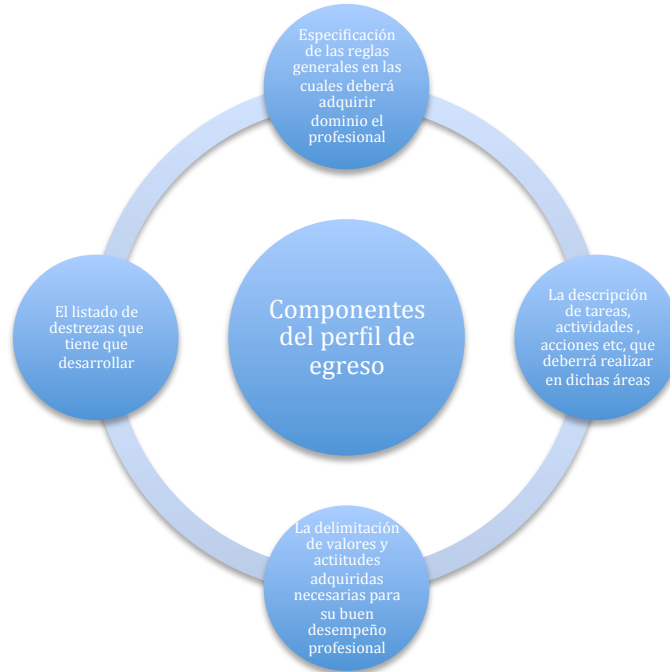 Especificación
de las reglas
generales en las
cuales deberá
adquirir
dominio el
profesional
El listado de
destrezas que
tiene que
desarrollar
Componentes
del perfil de
egreso
La descripción
de tareas,
actividades ,
acciones etc, que
deberrá realizar
en dichas áreas
La delimitación
de valores y
actiitudes
adquiridas
necesarias para
su buen
desempeño
profesional